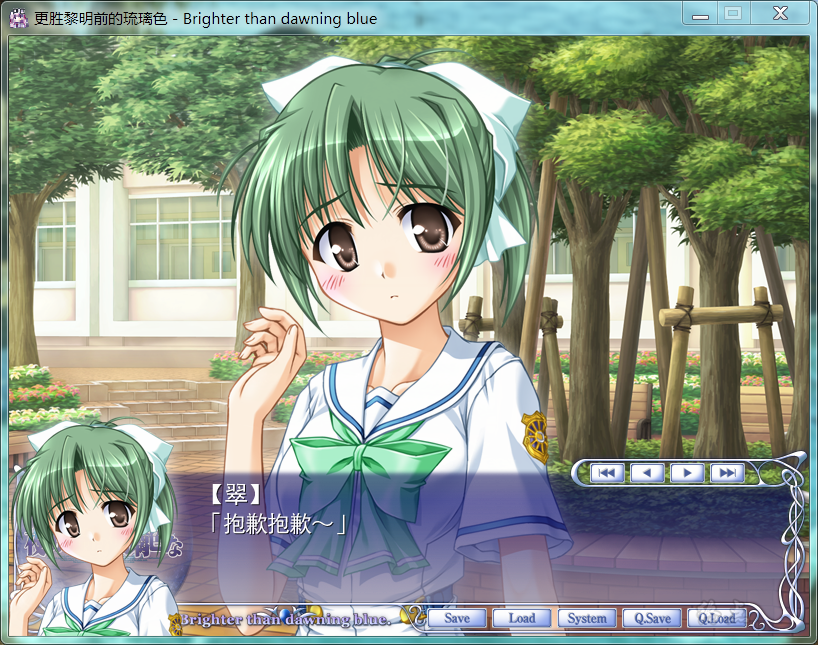 更胜黎明前的琉璃色 - Brighter than dawning blue
【翠】
「抱歉抱歉～」
Brighter than dawning blue.
Save
Load
System
Q.Save
Q.Load